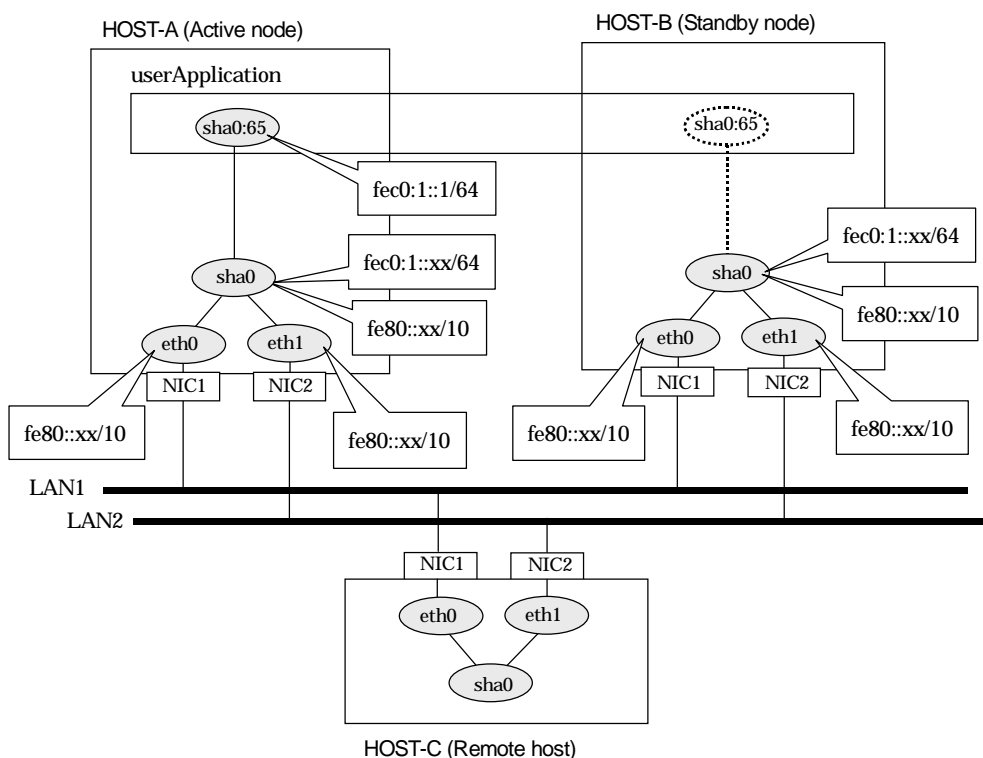 HOST-A (Active node)
HOST-B (Standby node)
userApplication
sha0:65
sha0:65
fec0:1::1/64
fec0:1::xx/64
fec0:1::xx/64
sha0
sha0
fe80::xx/10
fe80::xx/10
eth0
eth1
eth0
eth1
NIC1
NIC2
NIC1
NIC2
fe80::xx/10
fe80::xx/10
fe80::xx/10
fe80::xx/10
LAN1
LAN2
NIC1
NIC2
eth0
eth1
sha0
HOST-C (Remote host)